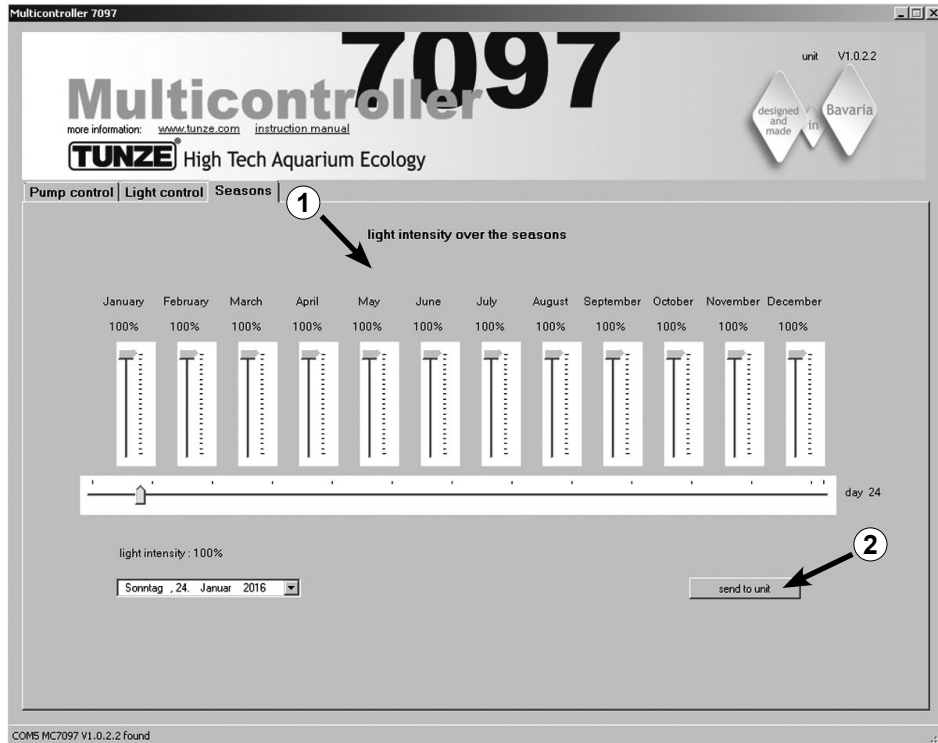 Multicontroller 7097
7097
unit V1.0.2.2
Multicontroller
designed and made in Bavaria
more information: www.tunze.com instruction manual
TUNZE® High Tech Aquarium Ecology
Pump control Light control Seasons
1
light intensity over the seasons
January February March April May June July August September October November December
100% 100% 100% 100% 100% 100% 100% 100% 100% 100% 100% 100%
day 24
2
light intensity : 100%
Sonntag , 24. Januar 2016
send to unit
COM5 MC7097 V1.0.2.2 found